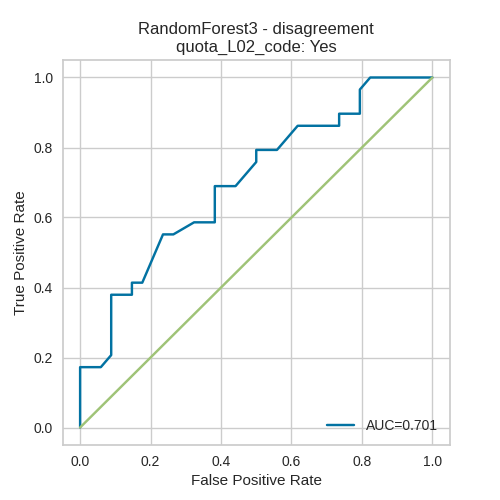 RandomForest3 - disagreement
quota_L02_code: Yes
True Positive Rate
1.0
0.8
0.6
0.4
0.2
0.0
AUC=0.701
0.0 0.2 0.4 0.6 0.8 1.0
False Positive Rate